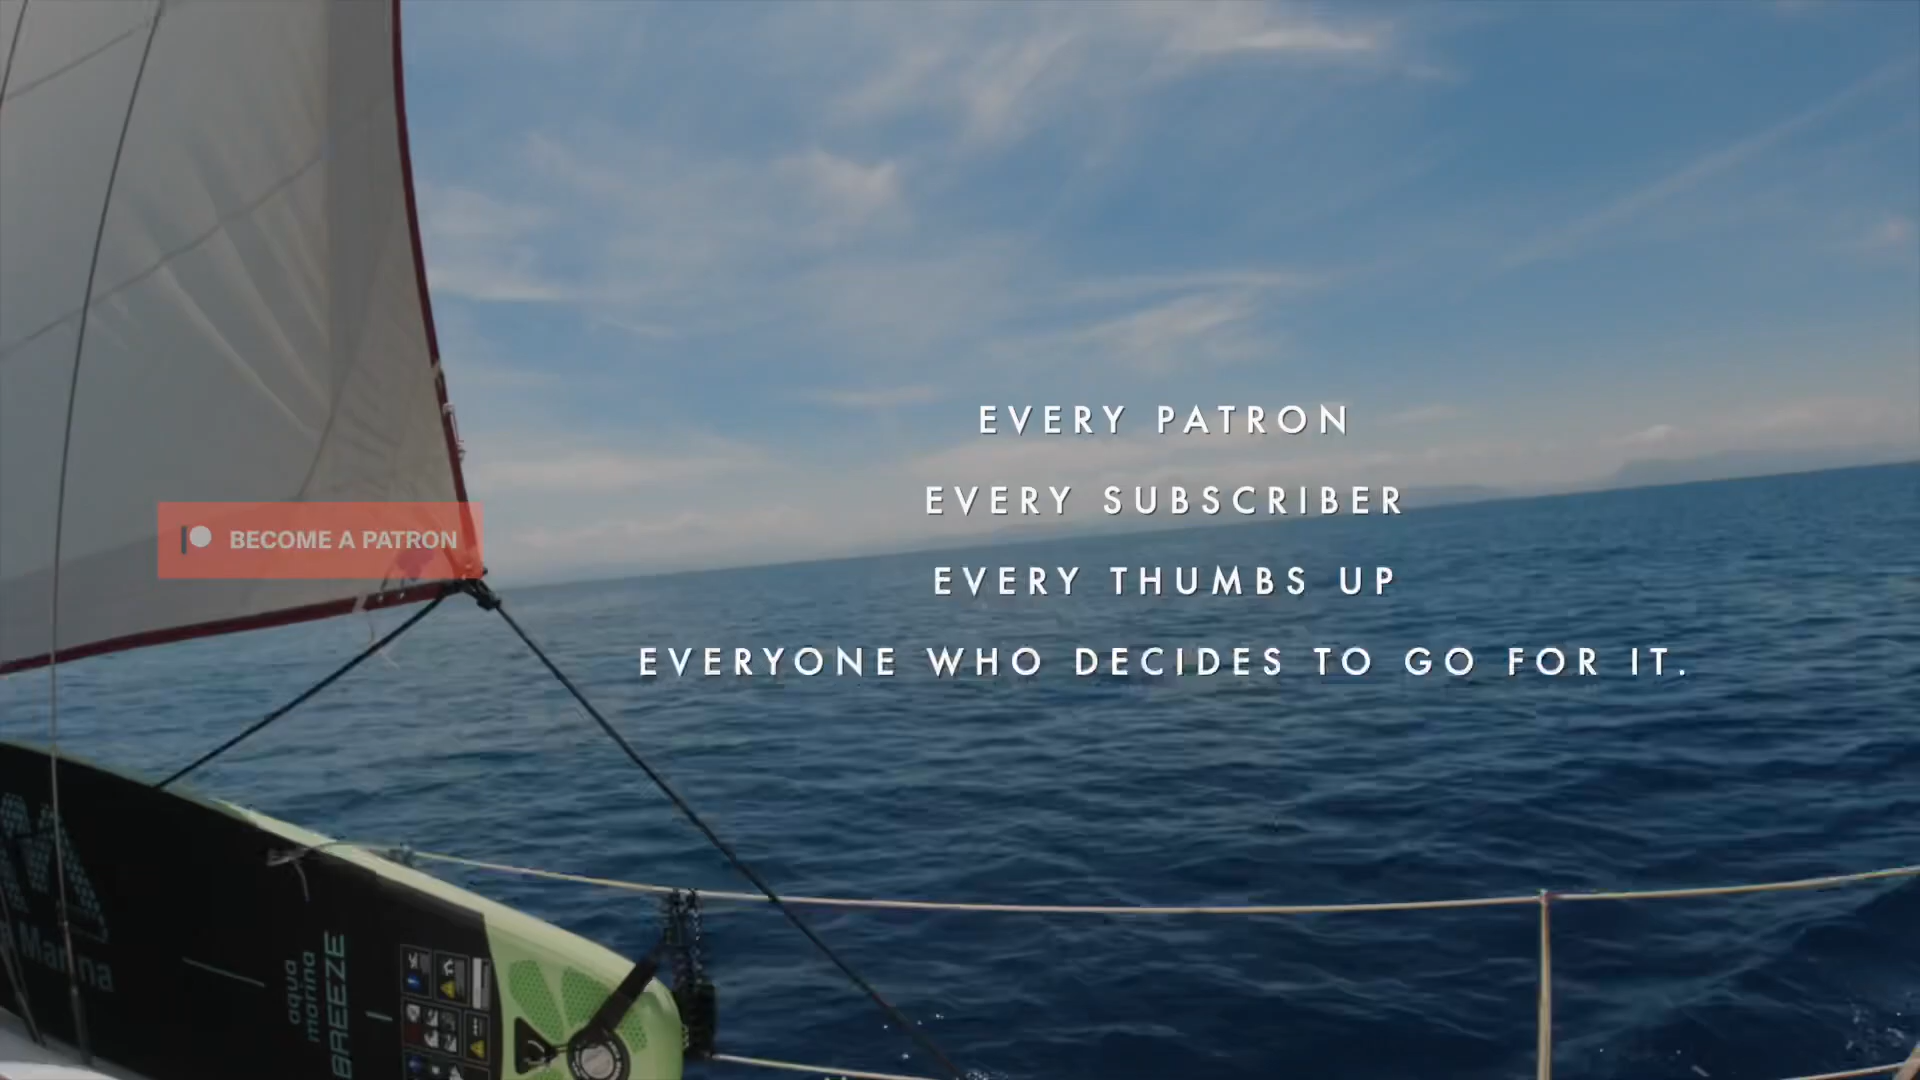 EVERY PATRON
EVERY SUBSCRIBER
BECOME A PATRON
EVERY THUMBS UP
EVERYONE WHO DECIDES TO GO FOR IT.
aqua
marina
BREEZE